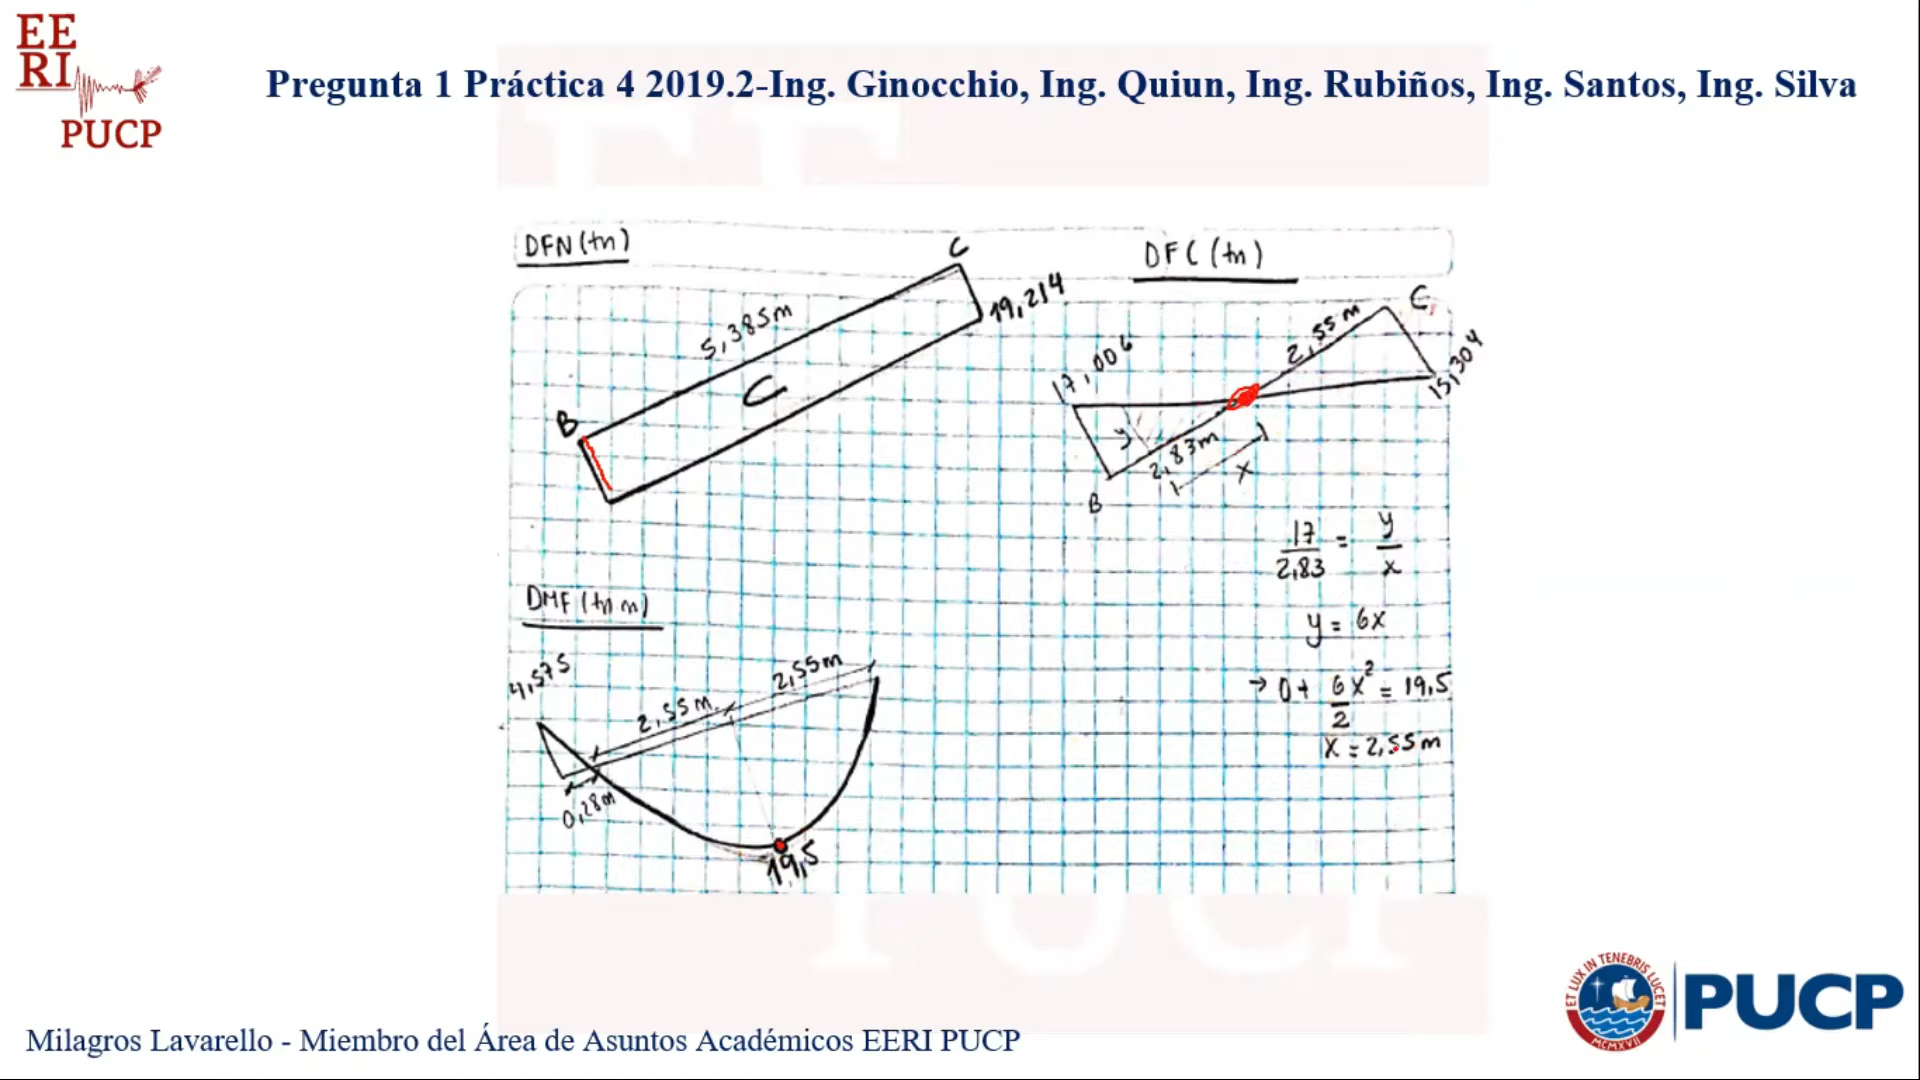 EE
RI
PUCP
Pregunta 1 Práctica 4 2019.2-Ing. Ginocchio, Ing. Quiun, Ing. Rubiños, Ing. Santos, Ing. Silva
DFN (tn)
C
5,385m
19,214
C
B
DFC (tn)
C
2,55m
17,006
15,304
y
2,83m
x
B
17/2,83 = y/x
y = 6x
→ 0 + 6x²/2 = 19,5
x = 2,55m
DMF (tn m)
4,575
2,55m
2,55m
0,28m
19,5
PUCP
ET LUX IN TENEBRIS LUCET
MCMXVII
PUCP
Milagros Lavarello - Miembro del Área de Asuntos Académicos EERI PUCP